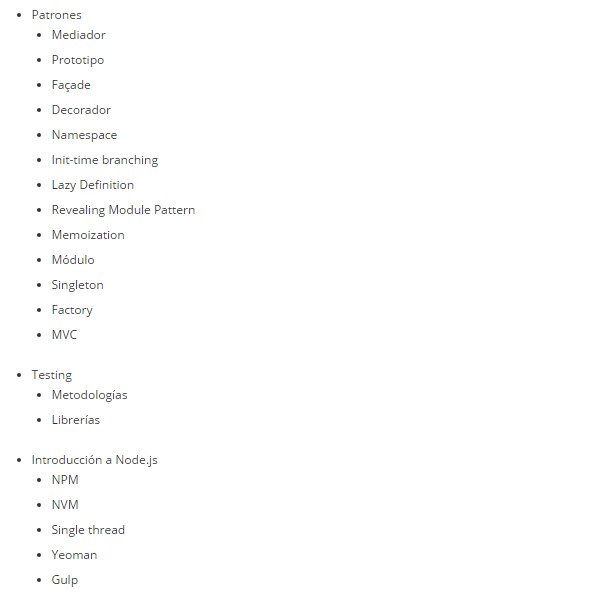 Patrones
Mediador
Prototipo
Façade
Decorador
Namespace
Init-time branching
Lazy Definition
Revealing Module Pattern
Memoization
Módulo
Singleton
Factory
MVC
Testing
Metodologías
Librerías
Introducción a Node.js
NPM
NVM
Single thread
Yeoman
Gulp